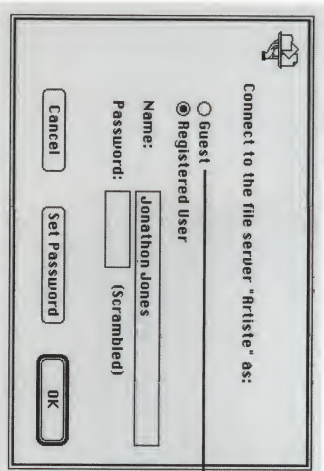 Connect to the file server "Artiste" as:
Guest
Registered User
Name: Jonathon Jones
Password: (Scrambled)
Cancel Set Password OK